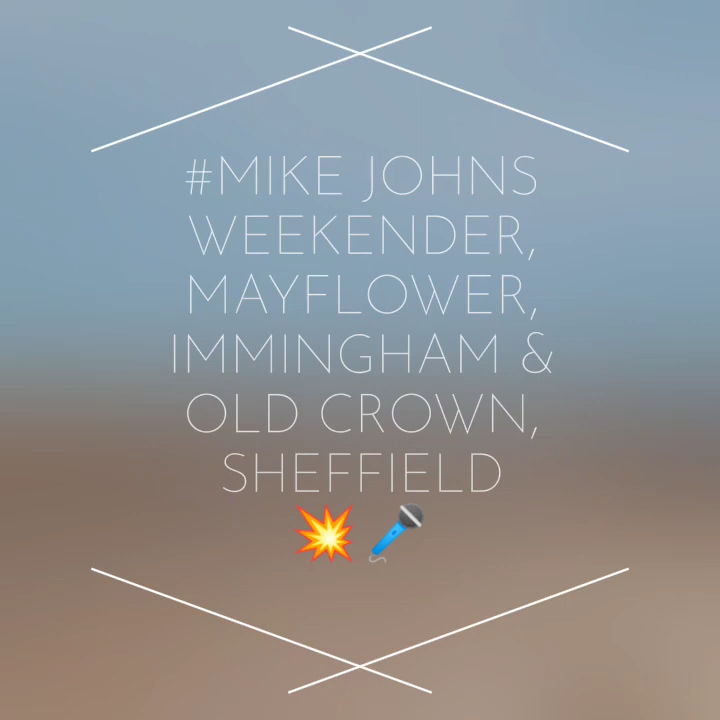 #MIKE JOHNS
WEEKENDER,
MAYFLOWER,
IMMINGHAM &
OLD CROWN,
SHEFFIELD
💥🎤